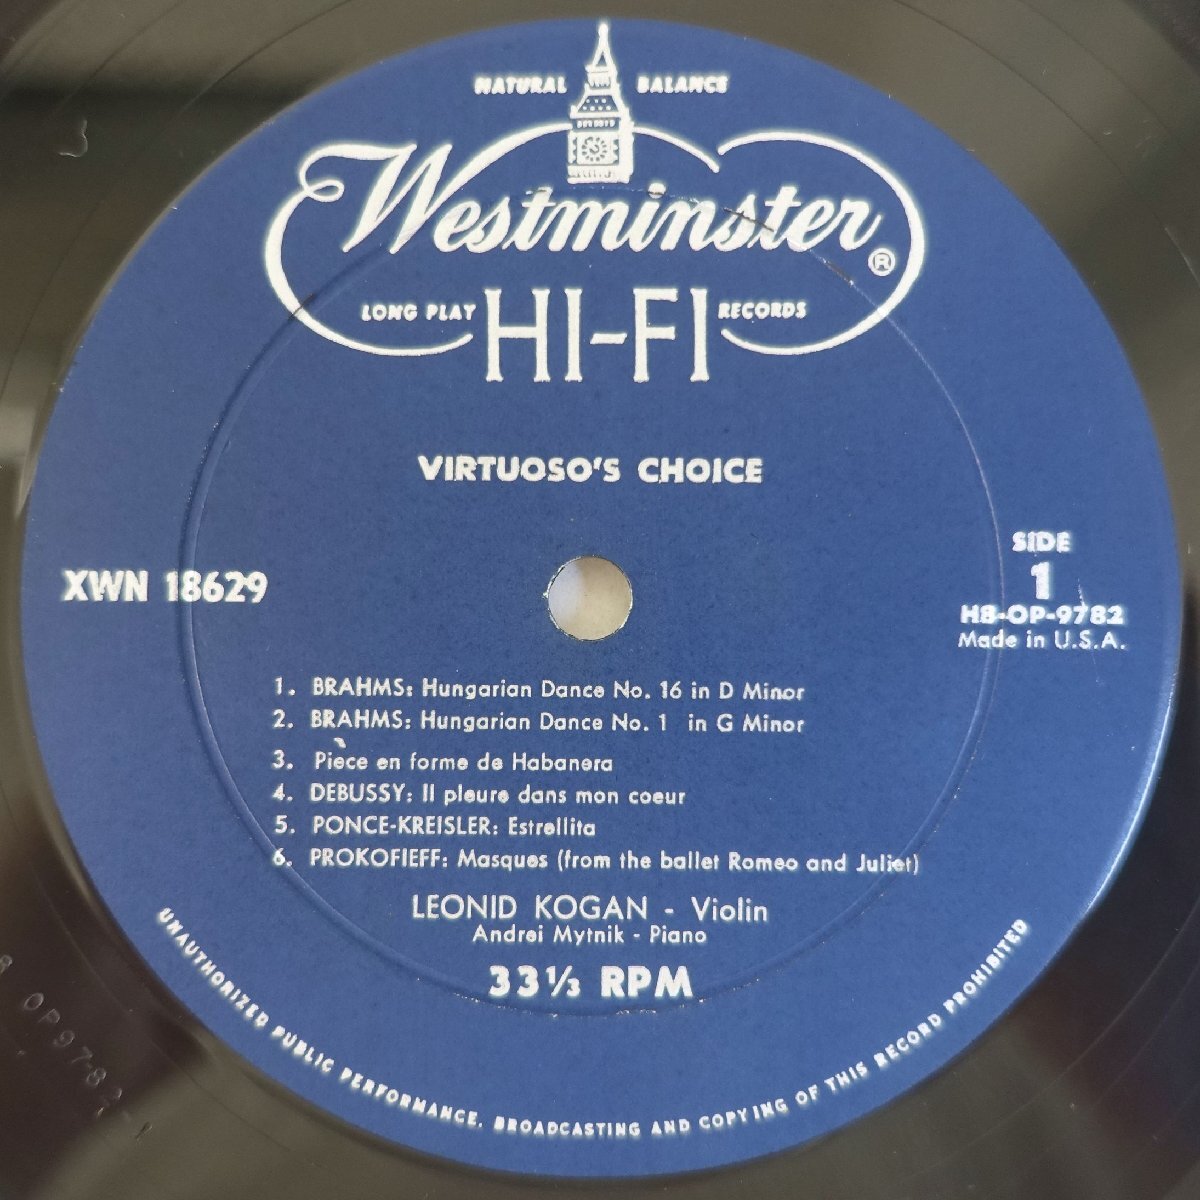 NATURAL BALANCE
Westminster ®
LONG PLAY HI-FI RECORDS
VIRTUOSO'S CHOICE
XWN 18629
SIDE
1
H8-OP-9782
Made in U.S.A.
1. BRAHMS: Hungarian Dance No. 16 in D Minor
2. BRAHMS: Hungarian Dance No. 1 in G Minor
3. Pièce en forme de Habanera
4. DEBUSSY: Il pleure dans mon coeur
5. PONCE-KREISLER: Estrellita
6. PROKOFIEFF: Masques (from the ballet Romeo and Juliet)
LEONID KOGAN - Violin
Andrei Mytnik - Piano
33⅓ RPM
UNAUTHORIZED PUBLIC PERFORMANCE, BROADCASTING AND COPYING OF THIS RECORD PROHIBITED
OP97-82